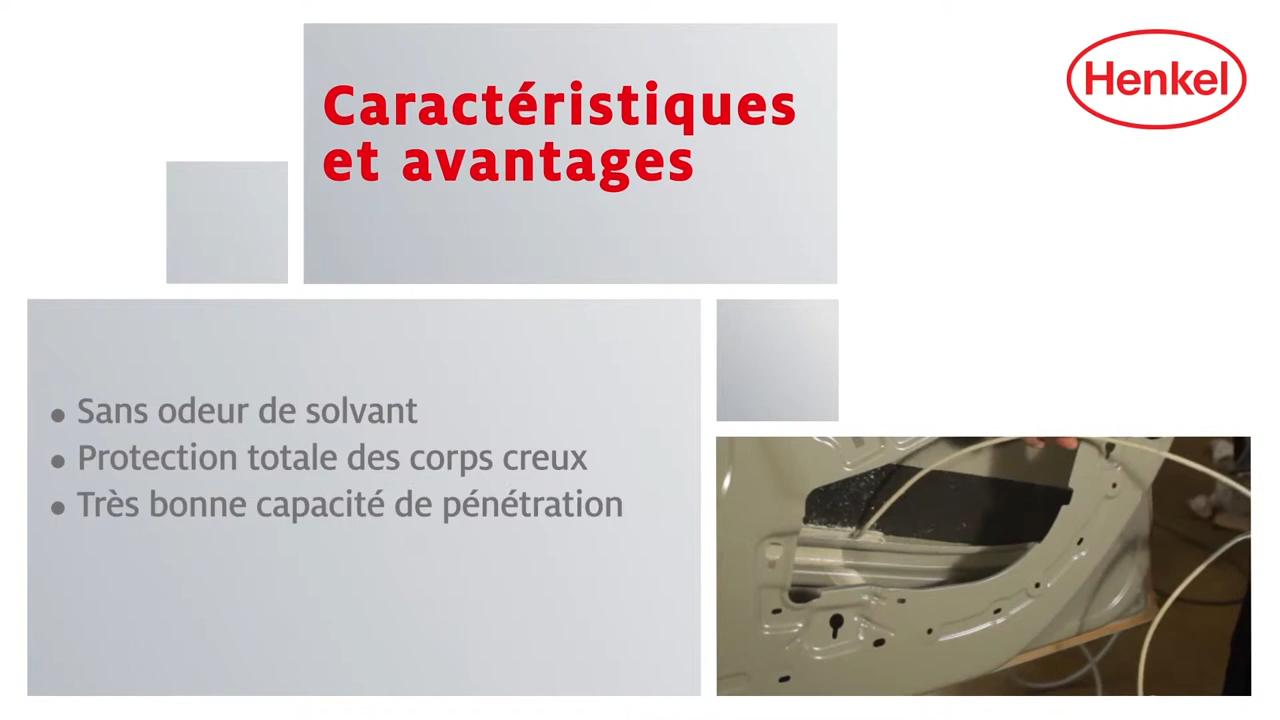 Caractéristiques
et avantages
Henkel
• Sans odeur de solvant
• Protection totale des corps creux
• Très bonne capacité de pénétration